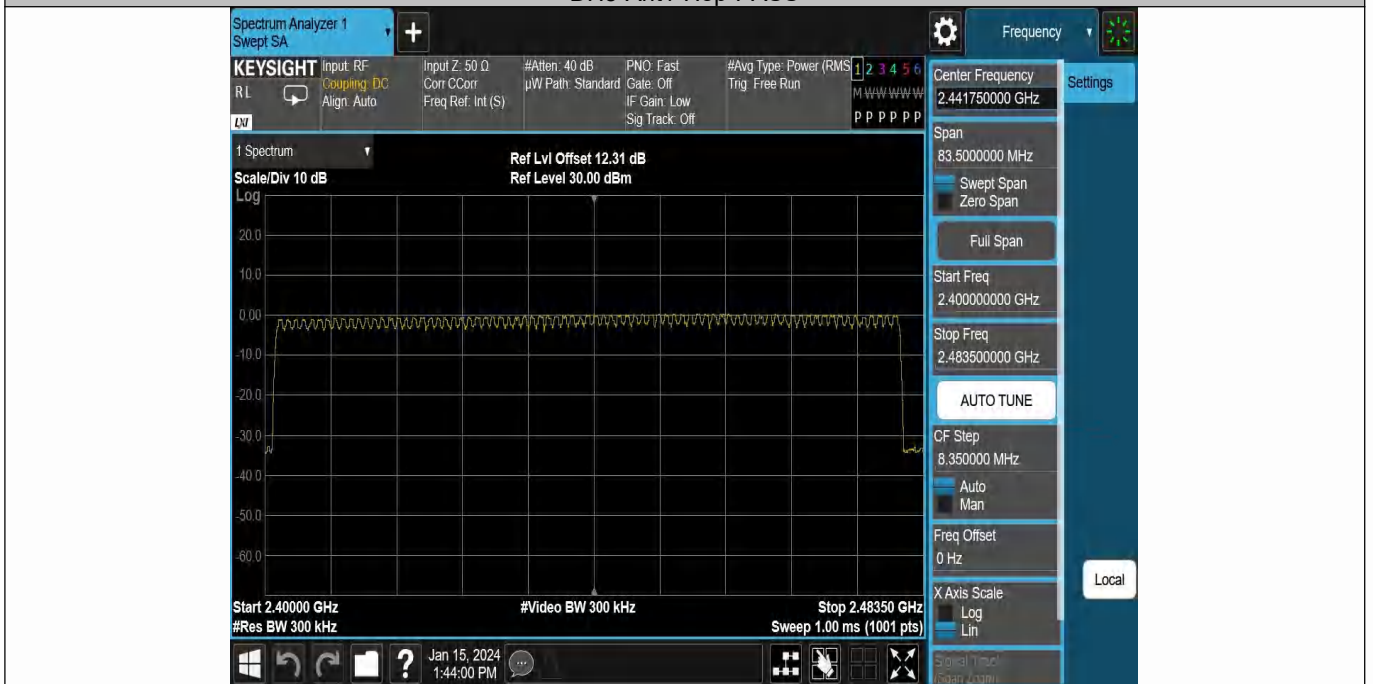 Spectrum Analyzer 1
Swept SA
+
Frequency
KEYSIGHT
RL
LXI
Input: RF
Coupling: DC
Align: Auto
Input Z: 50 Ω
Corr CCorr
Freq Ref: Int (S)
#Atten: 40 dB
µW Path: Standard
PNO: Fast
Gate: Off
IF Gain: Low
Sig Track: Off
#Avg Type: Power (RMS
Trig: Free Run
1 2 3 4 5 6
M W W W W W
P P P P P P
1 Spectrum
Scale/Div 10 dB
Log
Ref Lvl Offset 12.31 dB
Ref Level 30.00 dBm
20.0
10.0
0.00
-10.0
-20.0
-30.0
-40.0
-50.0
-60.0
Start 2.40000 GHz
#Res BW 300 kHz
#Video BW 300 kHz
Stop 2.48350 GHz
Sweep 1.00 ms (1001 pts)
Center Frequency
2.441750000 GHz
Settings
Span
83.5000000 MHz
Swept Span
Zero Span
Full Span
Start Freq
2.400000000 GHz
Stop Freq
2.483500000 GHz
AUTO TUNE
CF Step
8.350000 MHz
Auto
Man
Freq Offset
0 Hz
X Axis Scale
Log
Lin
Local
Signal Track
(Span Zoom)
?
Jan 15, 2024
1:44:00 PM